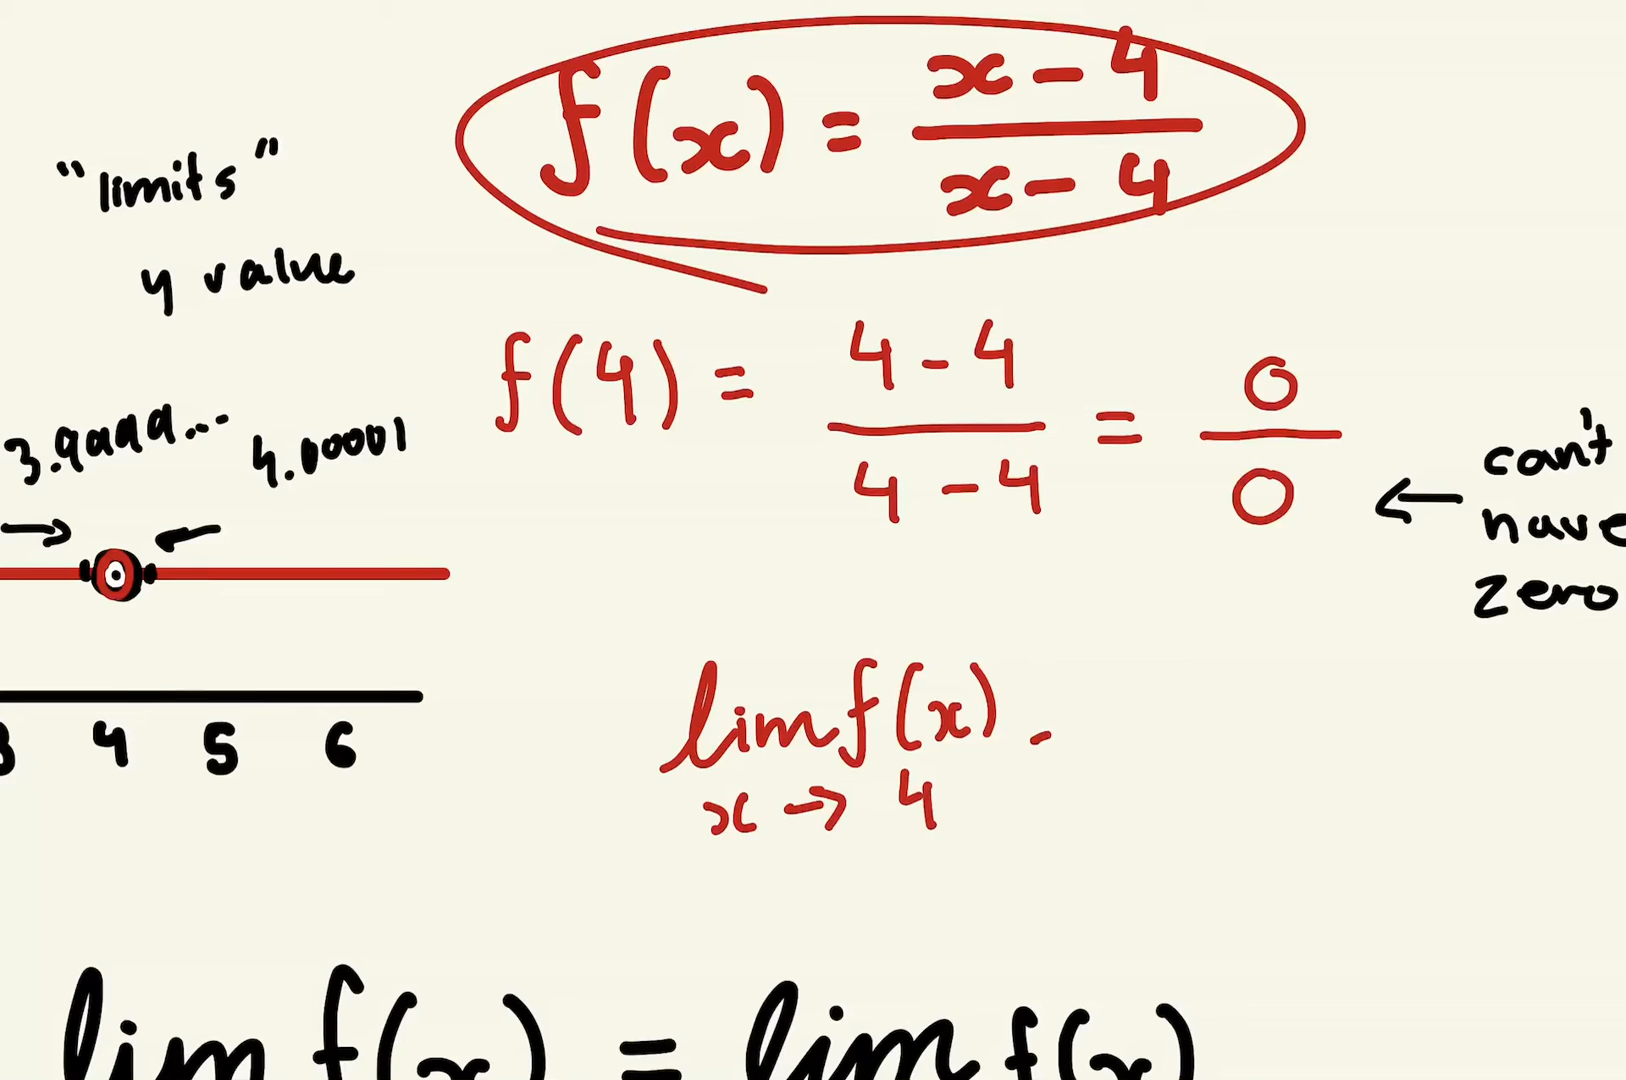 f(x) = x - 4 / x - 4
"limits"
y value
f(4) = 4 - 4 / 4 - 4 = 0 / 0
3.9999... 4.00001
can't
have
zero
lim f(x)
x → 4
3 4 5 6
lim f(x) = lim f(x)